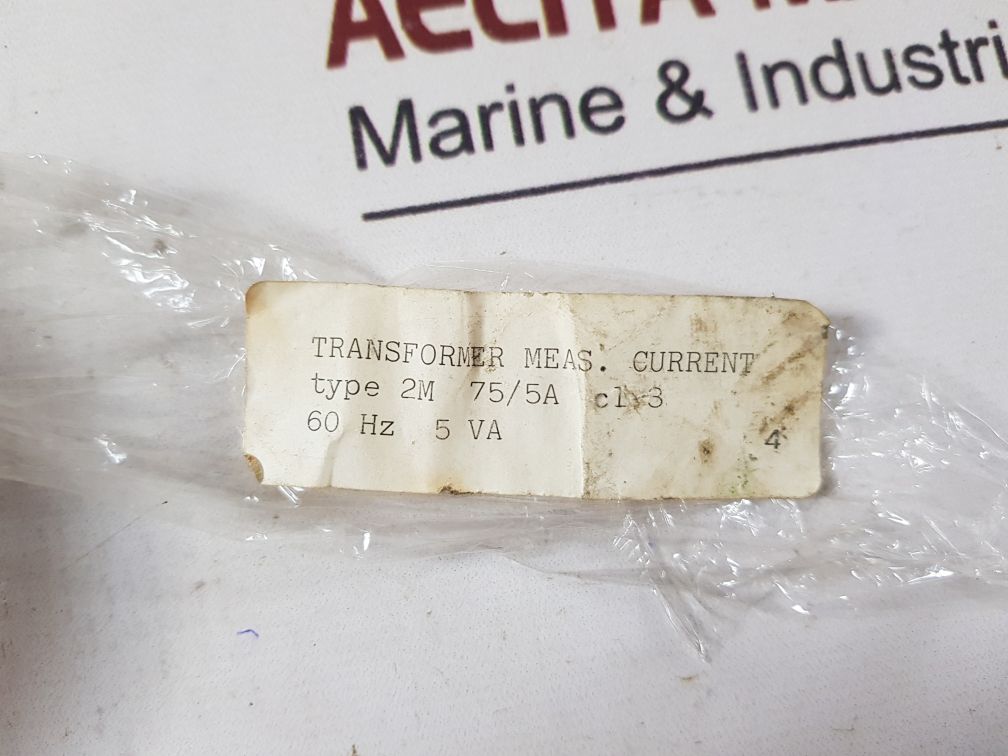 Marine & Industri
TRANSFORMER MEAS. CURRENT
type 2M 75/5A cl 3
60 Hz 5 VA
4